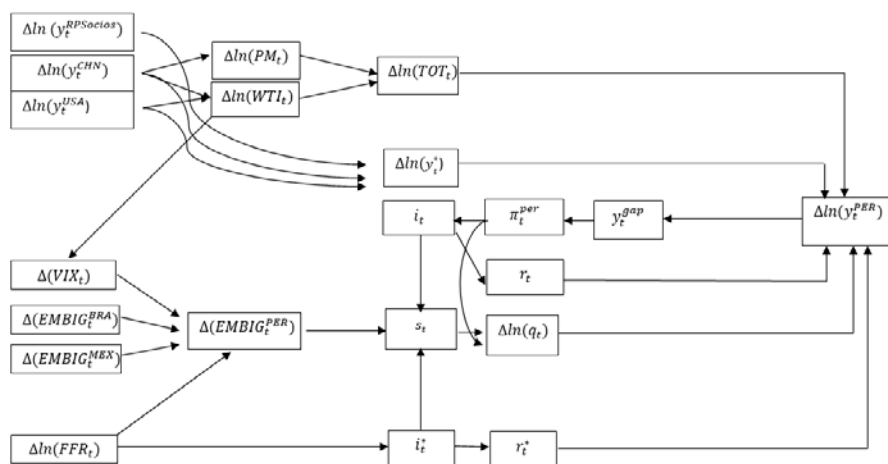 Δln (y_t^{RPSocios})
Δln(y_t^{CHN})
Δln(y_t^{USA})
Δln(PM_t)
Δln(WTI_t)
Δln(TOT_t)
Δln(y_t^*)
i_t
π_t^{per}
y_t^{gap}
Δln(y_t^{PER})
r_t
Δ(VIX_t)
Δ(EMBIG_t^{BRA})
Δ(EMBIG_t^{MEX})
Δ(EMBIG_t^{PER})
s_t
Δln(q_t)
Δln(FFR_t)
i_t^*
r_t^*